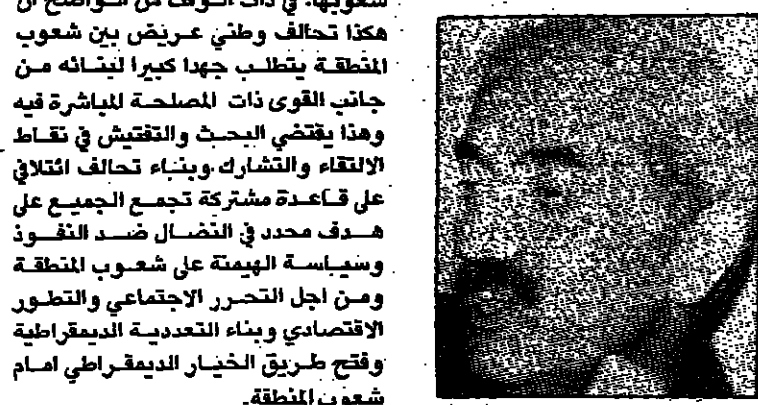 شعوبها. في ذات الوقت من الواضح ان
هكذا تحالف وطني عريض بين شعوب
المنطقة يتطلب جهدا كبيرا لبنائه من
جانب القوى ذات المصلحة المباشرة فيه
وهذا يقتضي البحث والتفتيش في نقاط
الالتقاء والتشارك وبناء تحالف ائتلافي
على قاعدة مشتركة تجمع الجميع على
هدف محدد في النضال ضد النفوذ
وسياسة الهيمنة على شعوب المنطقة
ومن اجل التحرر الاجتماعي والتطور
الاقتصادي وبناء التعددية الديمقراطية
وفتح طريق الخيار الديمقراطي امام
شعوب المنطقة.